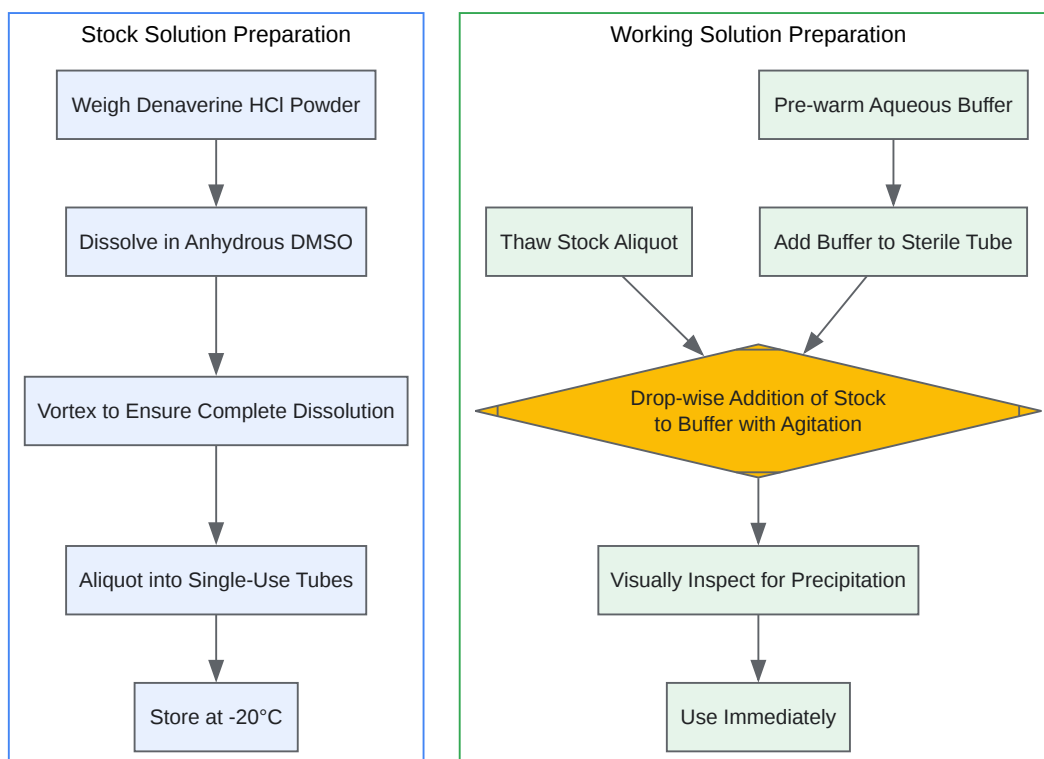 Stock Solution Preparation
Weigh Denaverine HCl Powder
Dissolve in Anhydrous DMSO
Vortex to Ensure Complete Dissolution
Aliquot into Single-Use Tubes
Store at -20°C
Working Solution Preparation
Pre-warm Aqueous Buffer
Thaw Stock Aliquot
Add Buffer to Sterile Tube
Drop-wise Addition of Stock
to Buffer with Agitation
Visually Inspect for Precipitation
Use Immediately